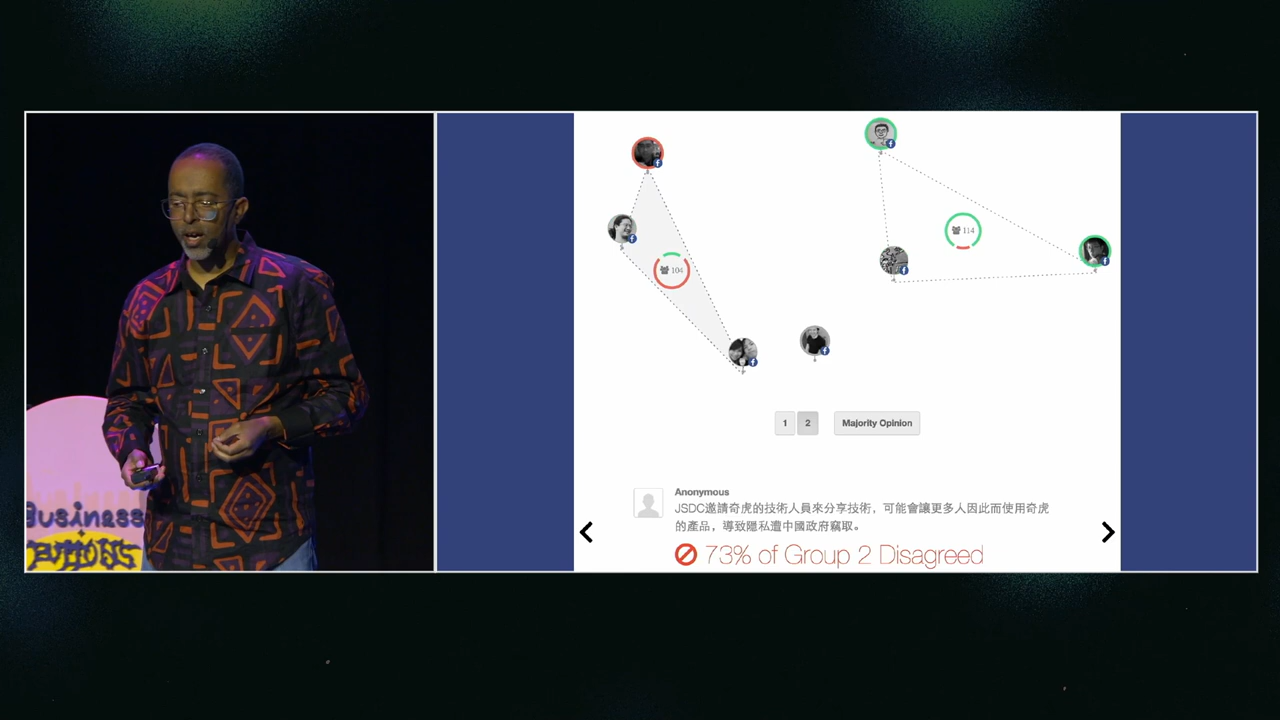 Business
+
BUTTONS
104
114
1
2
Majority Opinion
Anonymous
JSDC邀請奇虎的技術人員來分享技術，可能會讓更多人因此而使用奇虎
的產品，導致隱私遭中國政府竊取。
73% of Group 2 Disagreed